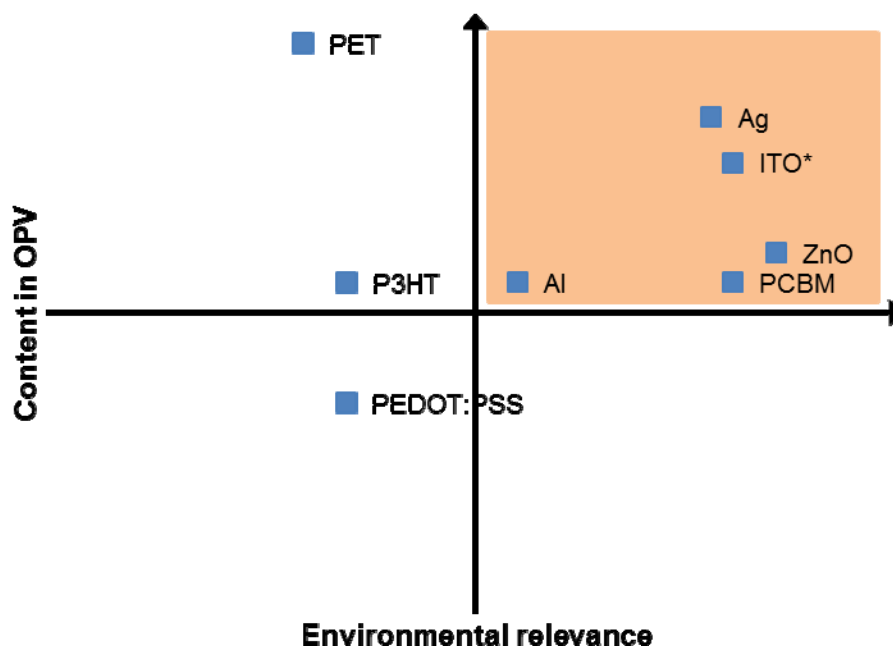 PET
Ag
ITO*
ZnO
P3HT
Al
PCBM
PEDOT:PSS
Content in OPV
Environmental relevance